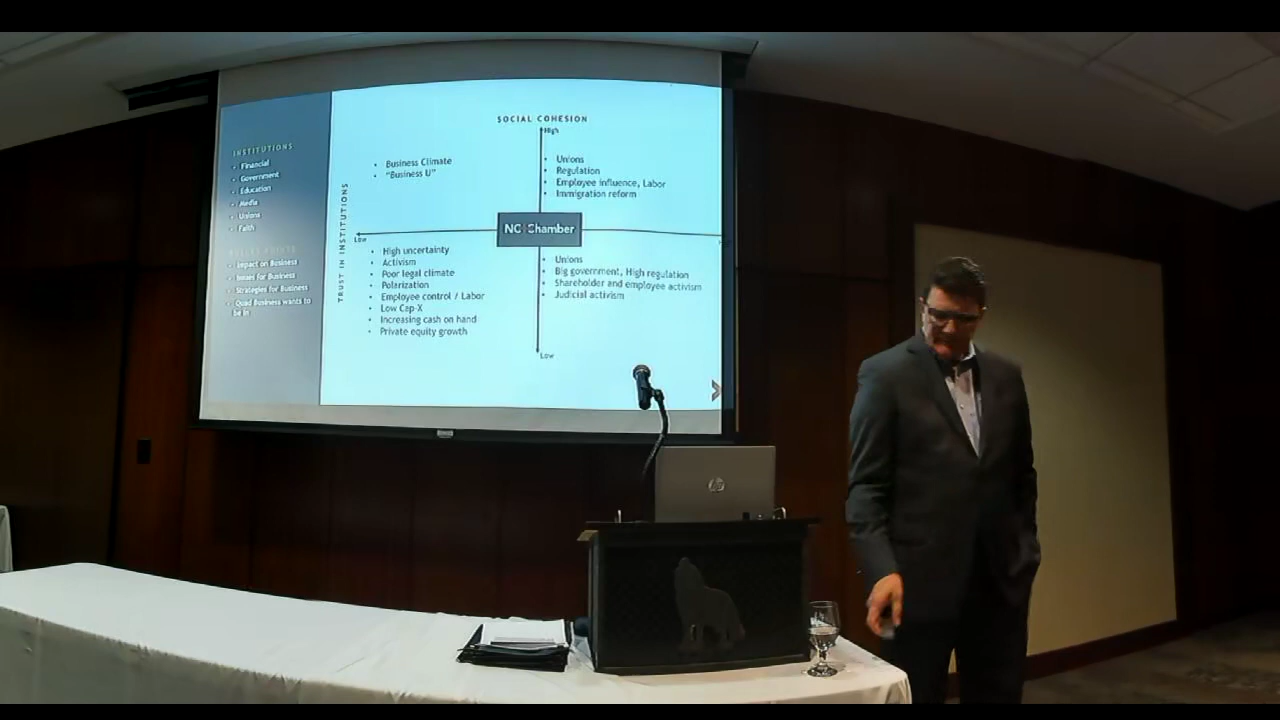 INSTITUTIONS
• Financial
• Government
• Education
• Media
• Unions
• Faith
• Impact on Business
• Issues for Business
• Strategies for Business
• Quad Business wants to
be in
SOCIAL COHESION
High
• Business Climate
• "Business U"
• Unions
• Regulation
• Employee influence, Labor
• Immigration reform
TRUST IN INSTITUTIONS
Low
NC Chamber
• High uncertainty
• Activism
• Poor legal climate
• Polarization
• Employee control / Labor
• Low Cap-X
• Increasing cash on hand
• Private equity growth
• Unions
• Big government, High regulation
• Shareholder and employee activism
• Judicial activism
Low
hp